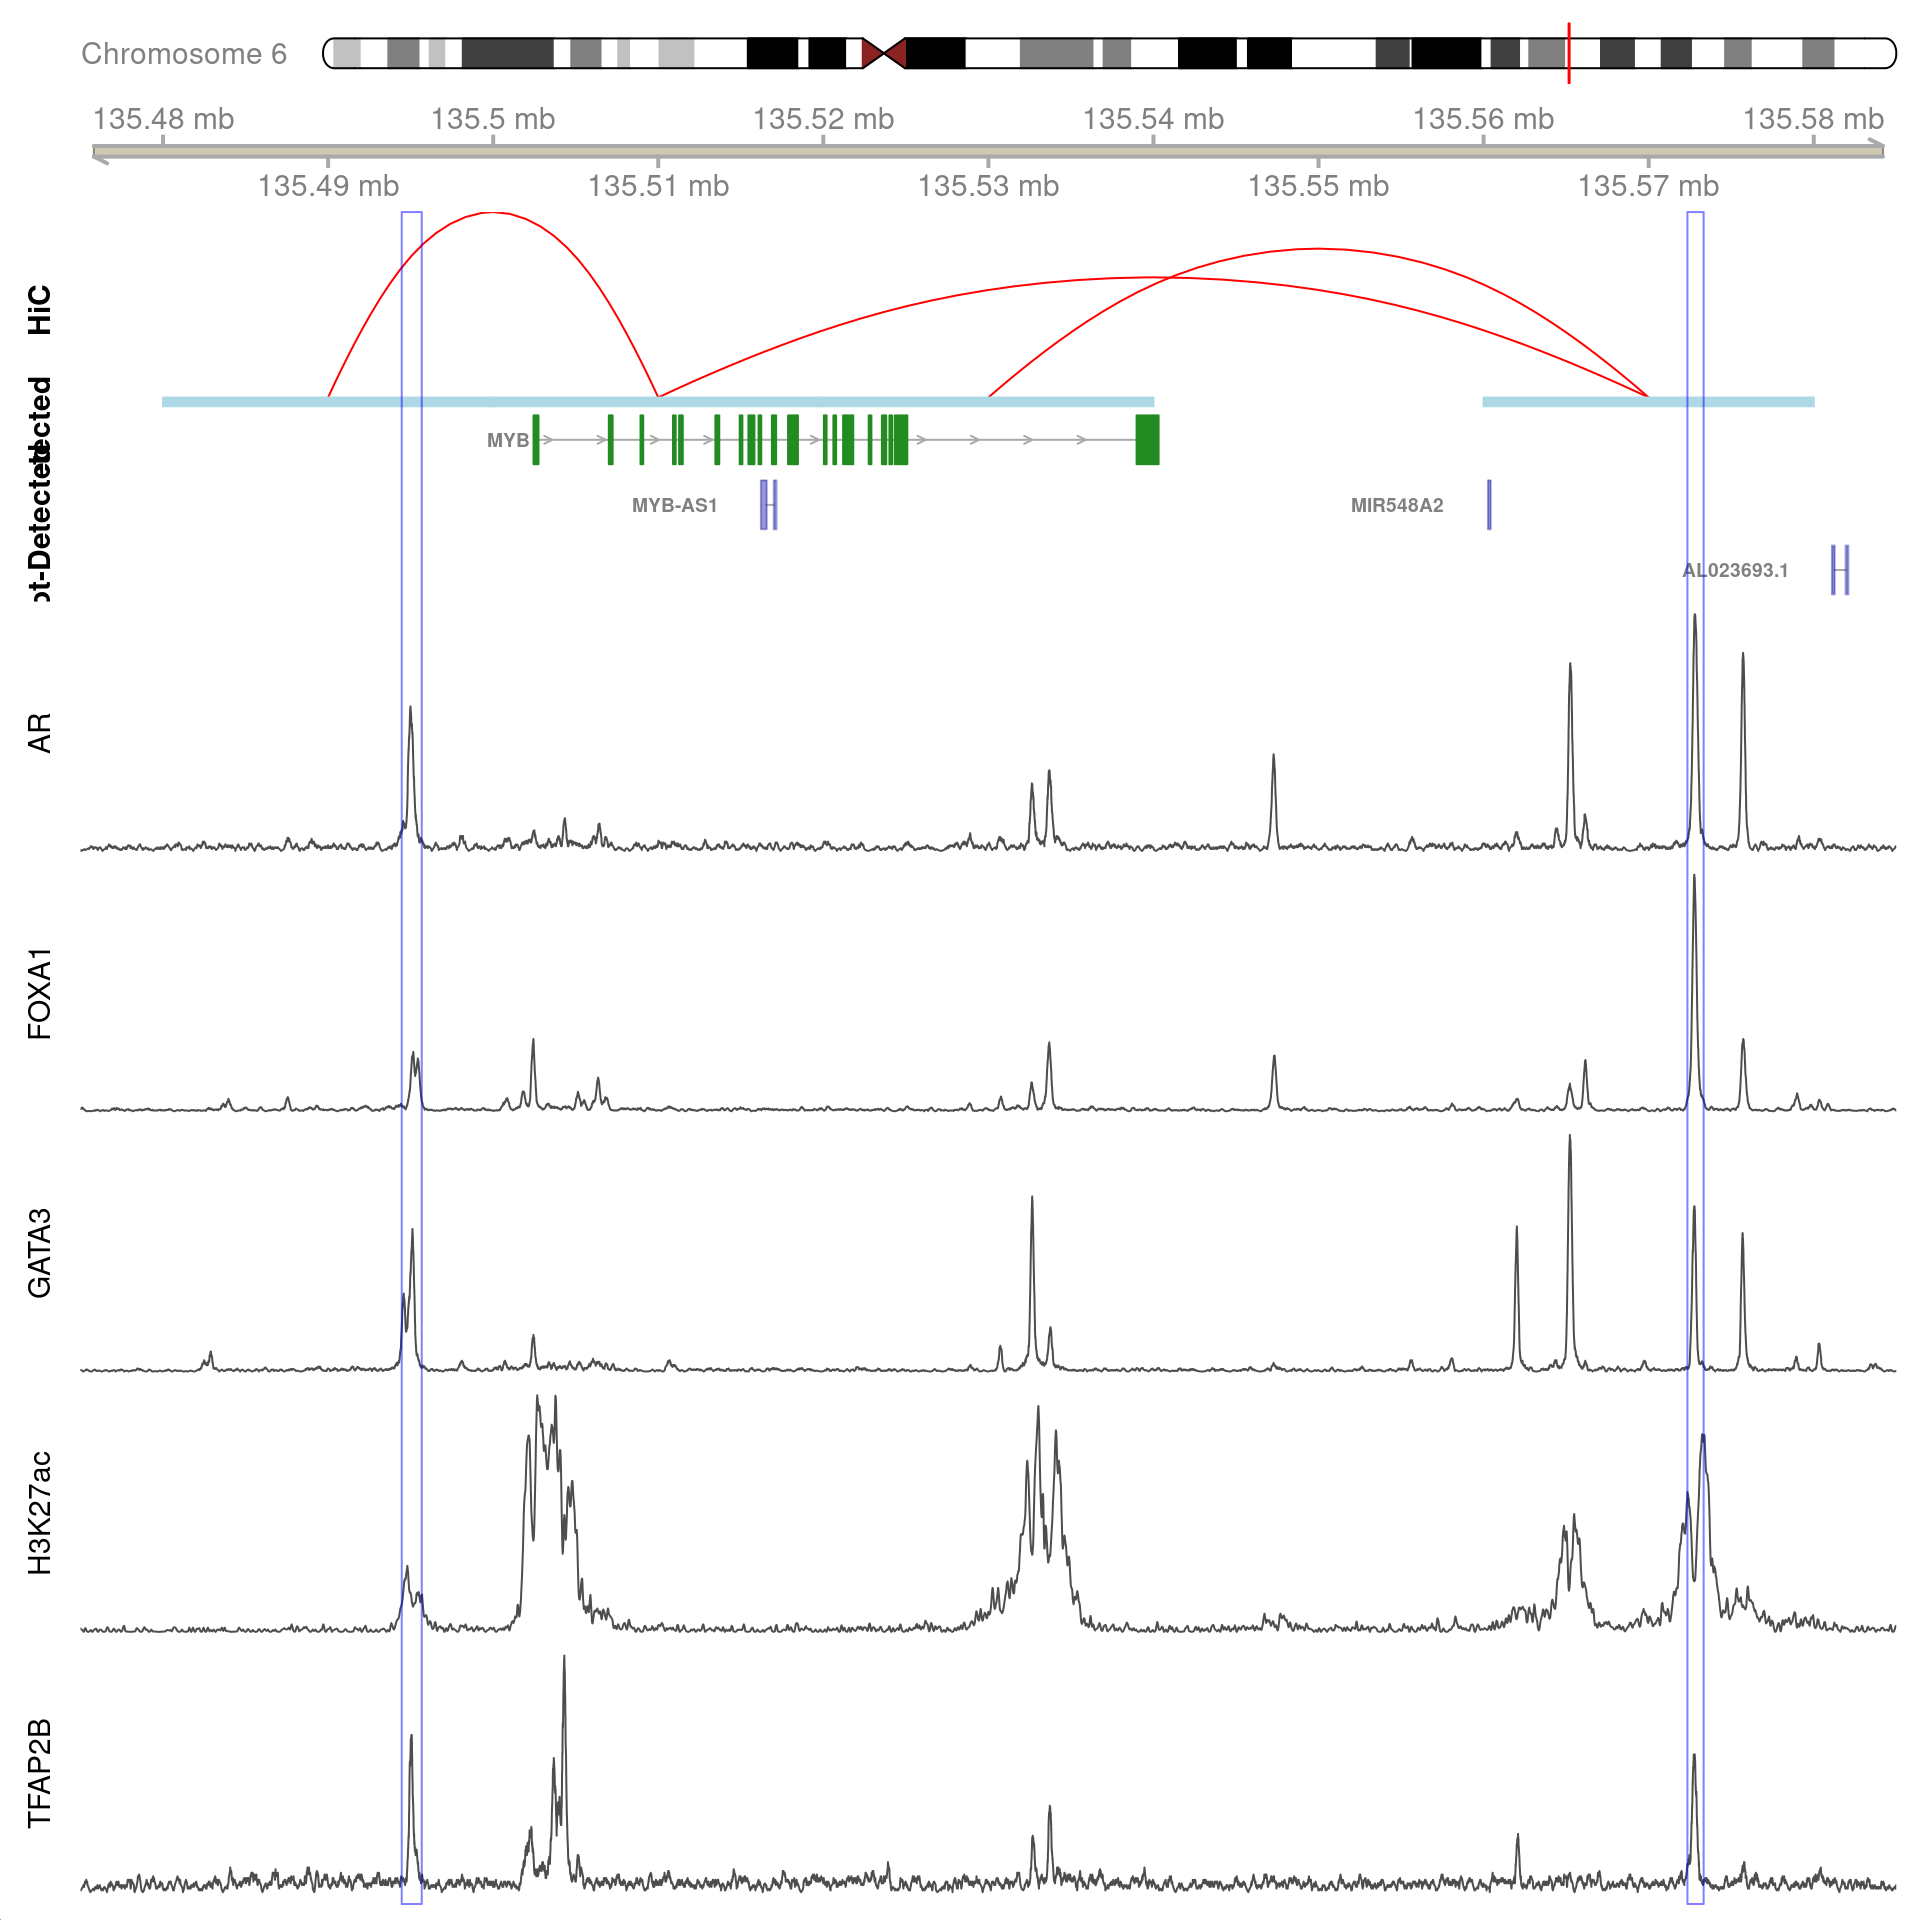 Chromosome 6
135.48 mb 135.5 mb 135.52 mb 135.54 mb 135.56 mb 135.58 mb
135.49 mb 135.51 mb 135.53 mb 135.55 mb 135.57 mb
HiC
MYB
MYB-AS1
MIR548A2
AL023693.1
AR
FOXA1
GATA3
H3K27ac
TFAP2B